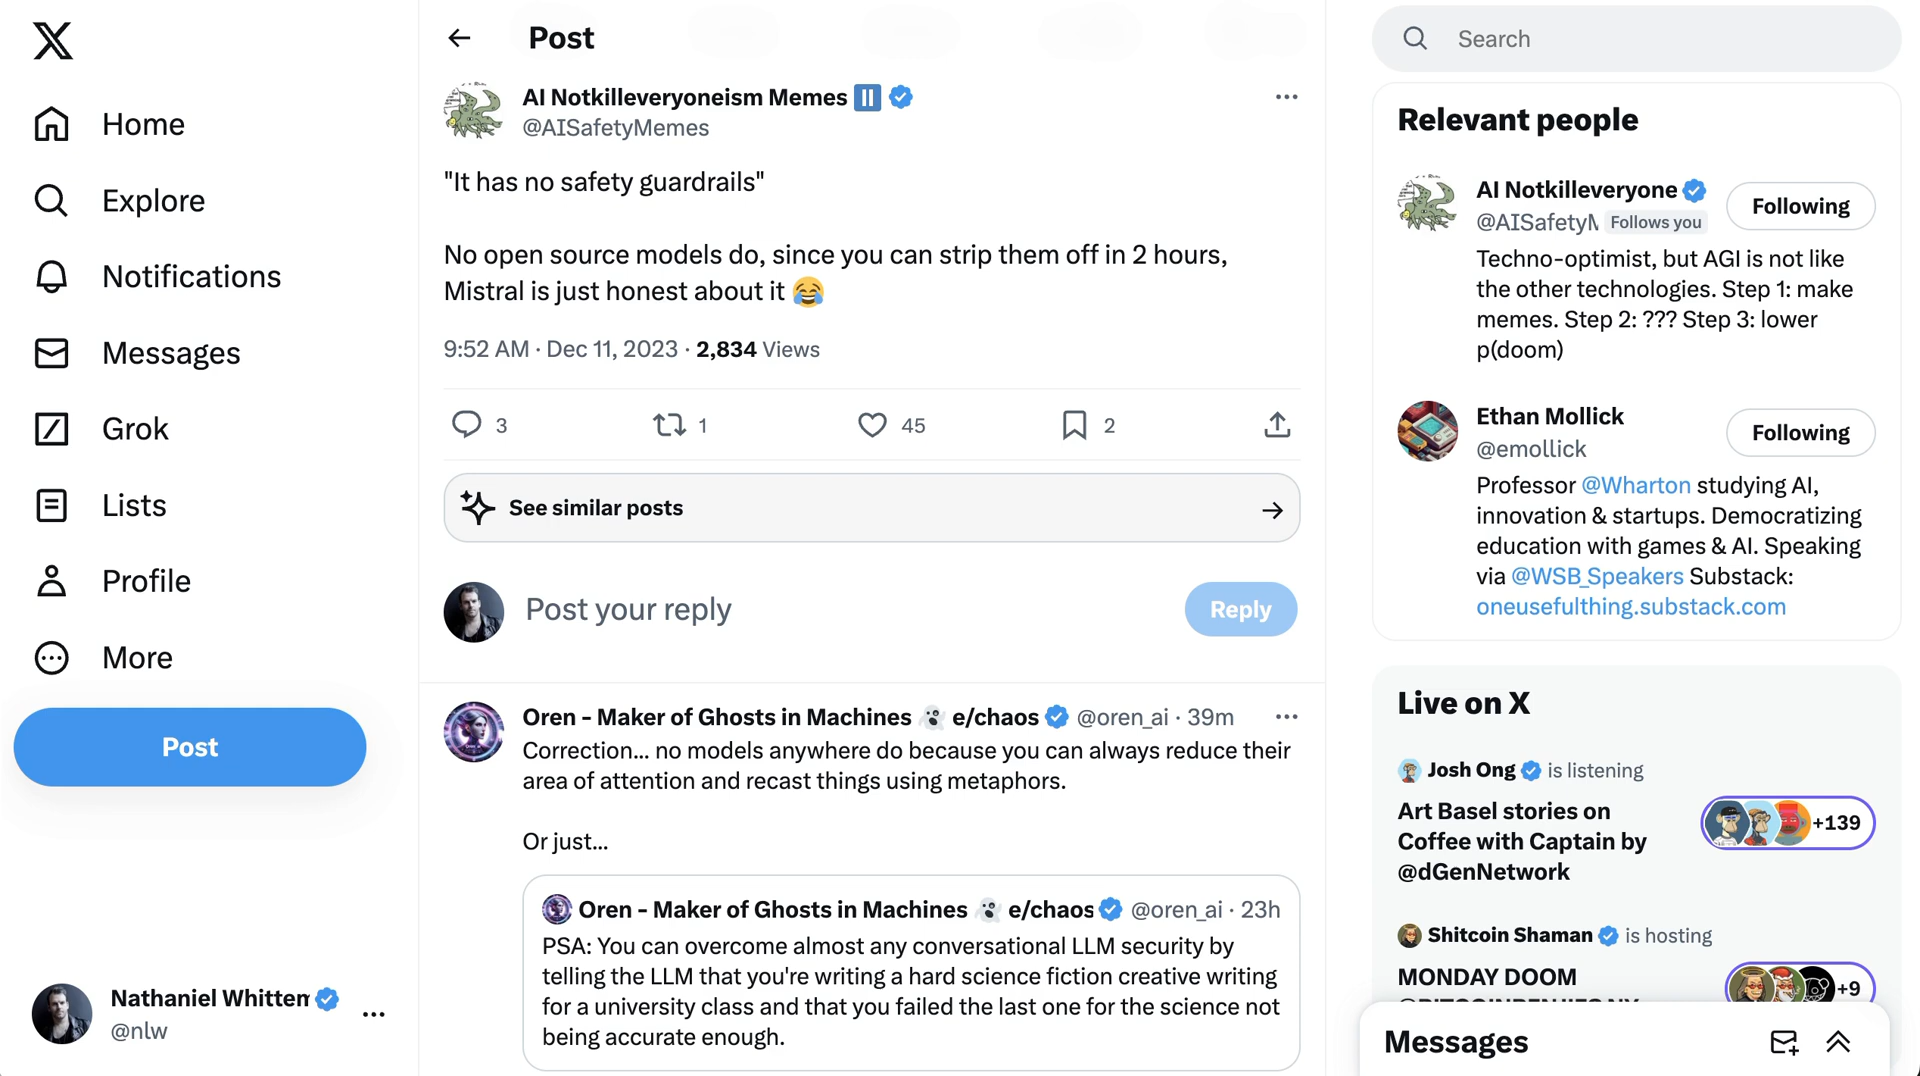 Home
Explore
Notifications
Messages
Grok
Lists
Profile
More
Post
Nathaniel Whittem
@nlw
Post
AI Notkilleveryoneism Memes
@AISafetyMemes
"It has no safety guardrails"
No open source models do, since you can strip them off in 2 hours,
Mistral is just honest about it 😂
9:52 AM · Dec 11, 2023 · 2,834 Views
3 1 45 2
See similar posts
Post your reply
Reply
Oren - Maker of Ghosts in Machines 👻 e/chaos @oren_ai · 39m
Correction... no models anywhere do because you can always reduce their
area of attention and recast things using metaphors.
Or just...
Oren - Maker of Ghosts in Machines 👻 e/chaos @oren_ai · 23h
PSA: You can overcome almost any conversational LLM security by
telling the LLM that you're writing a hard science fiction creative writing
for a university class and that you failed the last one for the science not
being accurate enough.
Search
Relevant people
AI Notkilleveryone
Following
@AISafetyM Follows you
Techno-optimist, but AGI is not like
the other technologies. Step 1: make
memes. Step 2: ??? Step 3: lower
p(doom)
Ethan Mollick
Following
@emollick
Professor @Wharton studying AI,
innovation & startups. Democratizing
education with games & AI. Speaking
via @WSB_Speakers Substack:
oneusefulthing.substack.com
Live on X
Josh Ong is listening
Art Basel stories on
Coffee with Captain by
@dGenNetwork
+139
Shitcoin Shaman is hosting
MONDAY DOOM
+9
Messages